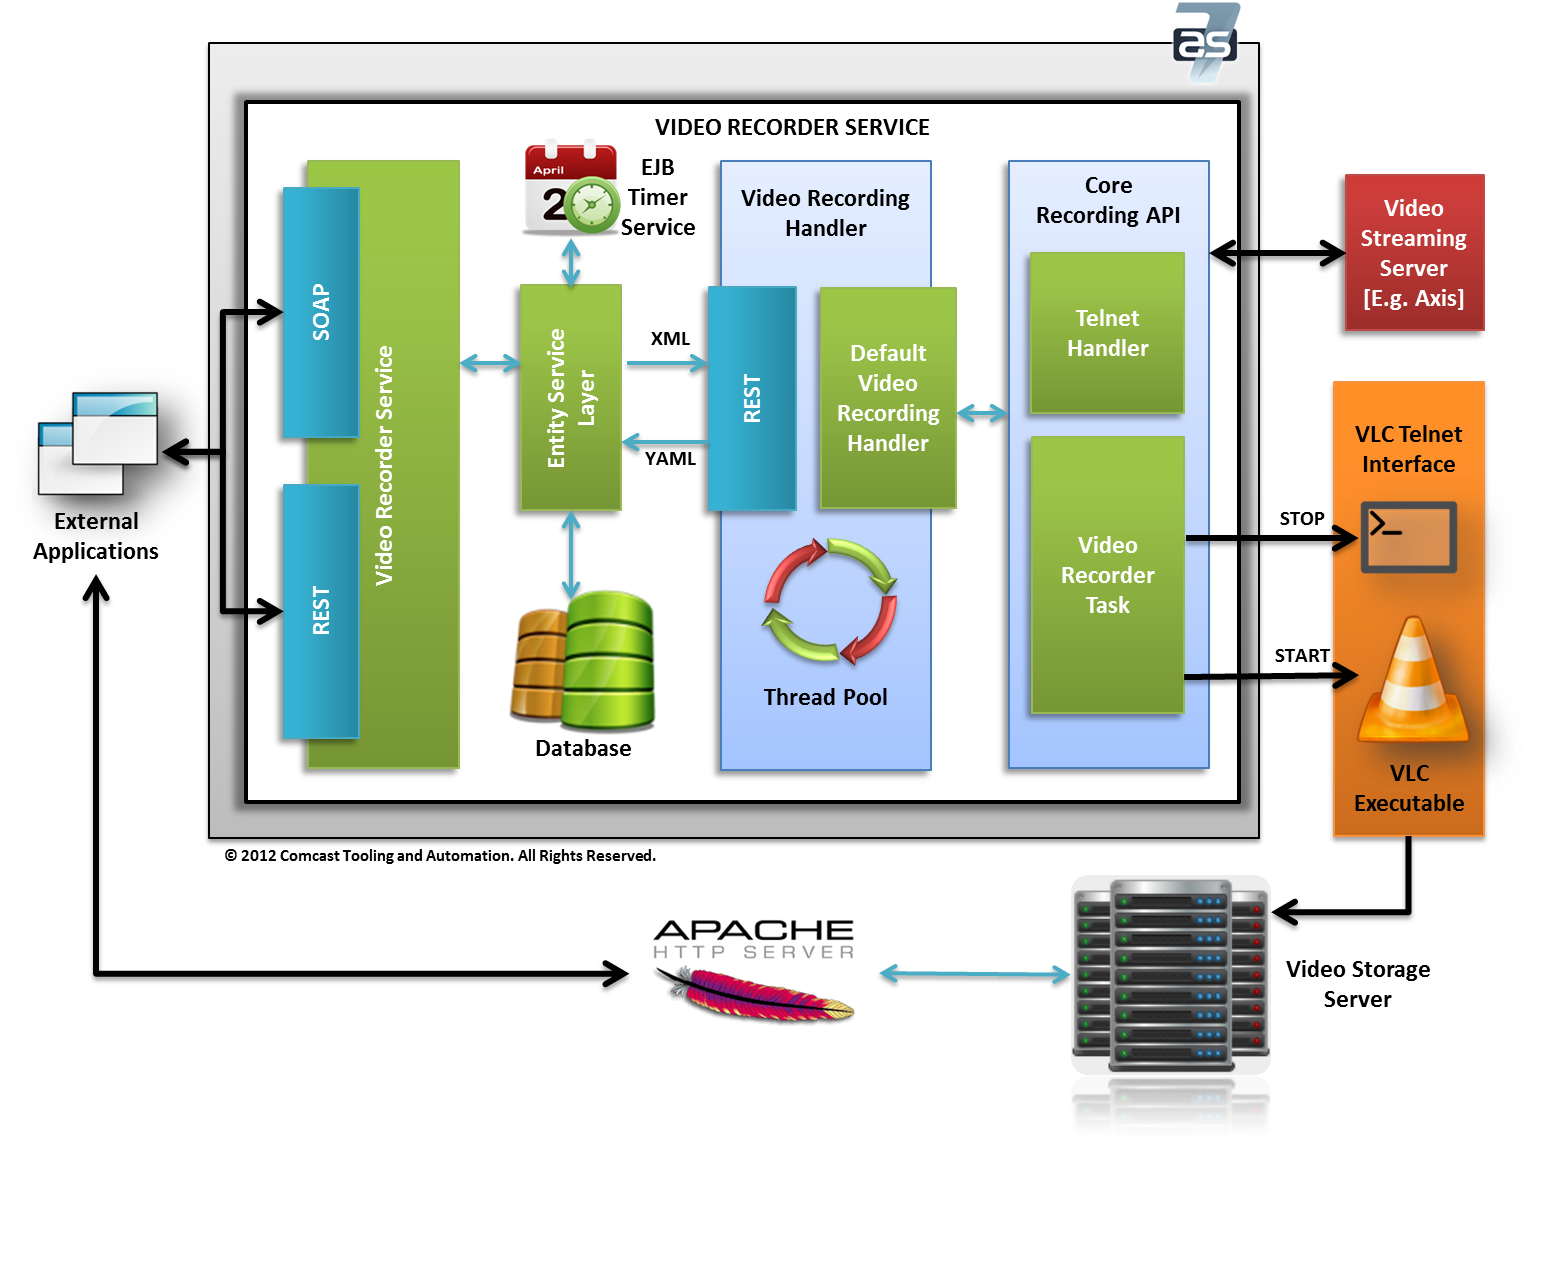 as
7
VIDEO RECORDER SERVICE
SOAP
REST
Video Recorder Service
April
2
EJB
Timer
Service
Entity Service
Layer
XML
YAML
Database
Video Recording
Handler
REST
Default
Video
Recording
Handler
Thread Pool
Core
Recording API
Telnet
Handler
Video
Recorder
Task
Video
Streaming
Server
[E.g. Axis]
STOP
START
VLC Telnet
Interface
>_
VLC
Executable
External
Applications
© 2012 Comcast Tooling and Automation. All Rights Reserved.
APACHE
HTTP SERVER
Video Storage
Server